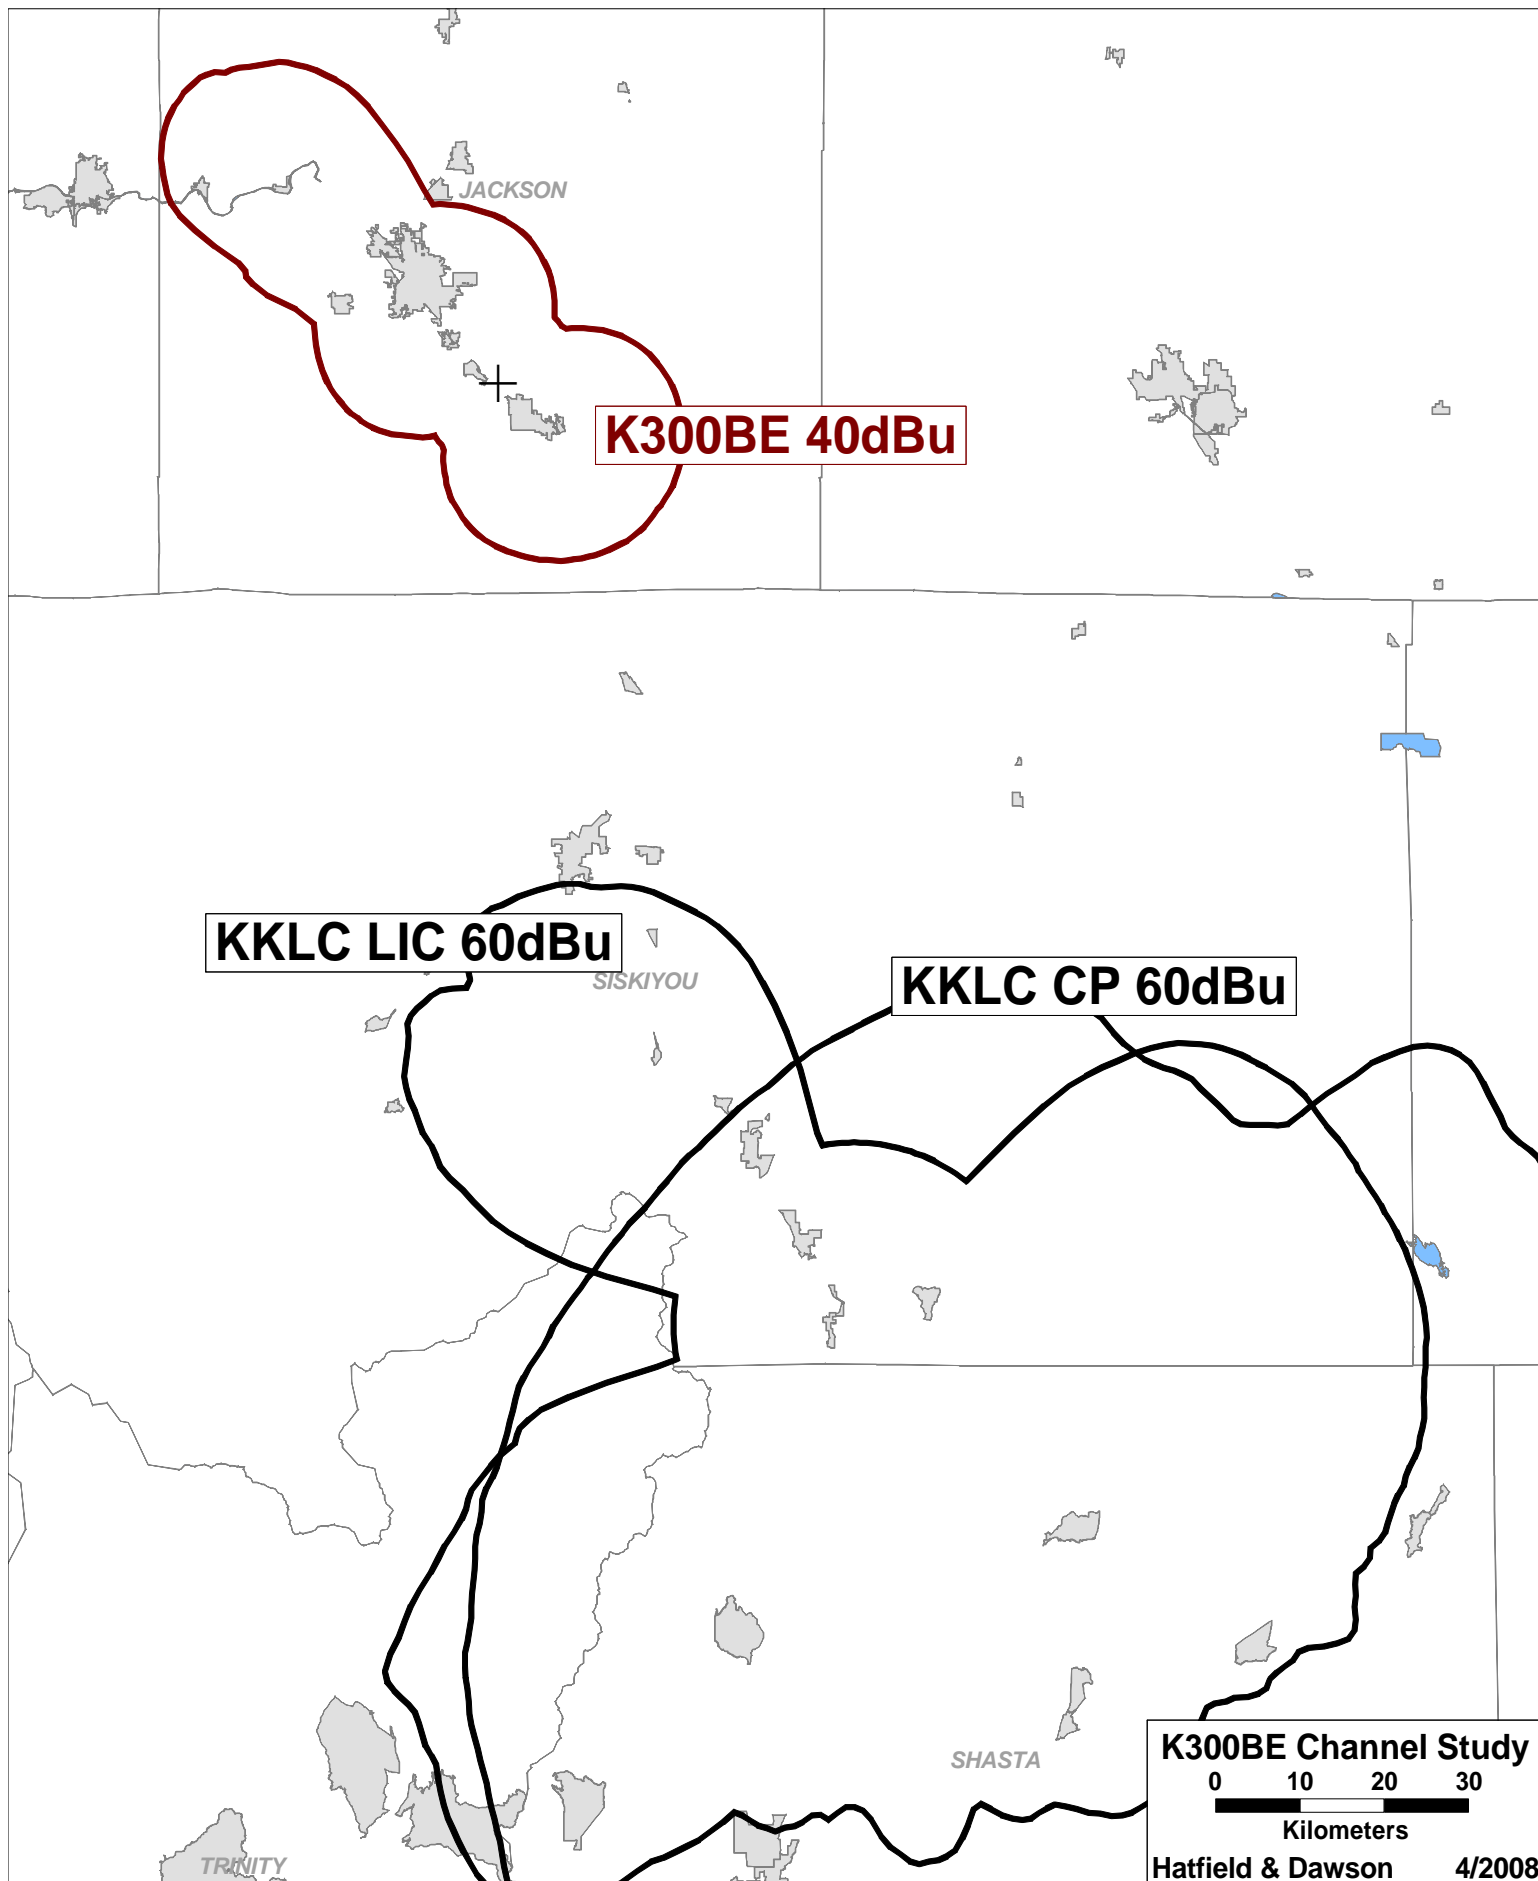 JACKSON
K300BE 40dBu
KKLC LIC 60dBu
SISKIYOU
KKLC CP 60dBu
SHASTA
TRINITY
K300BE Channel Study
0 10 20 30
Kilometers
Hatfield & Dawson 4/2008